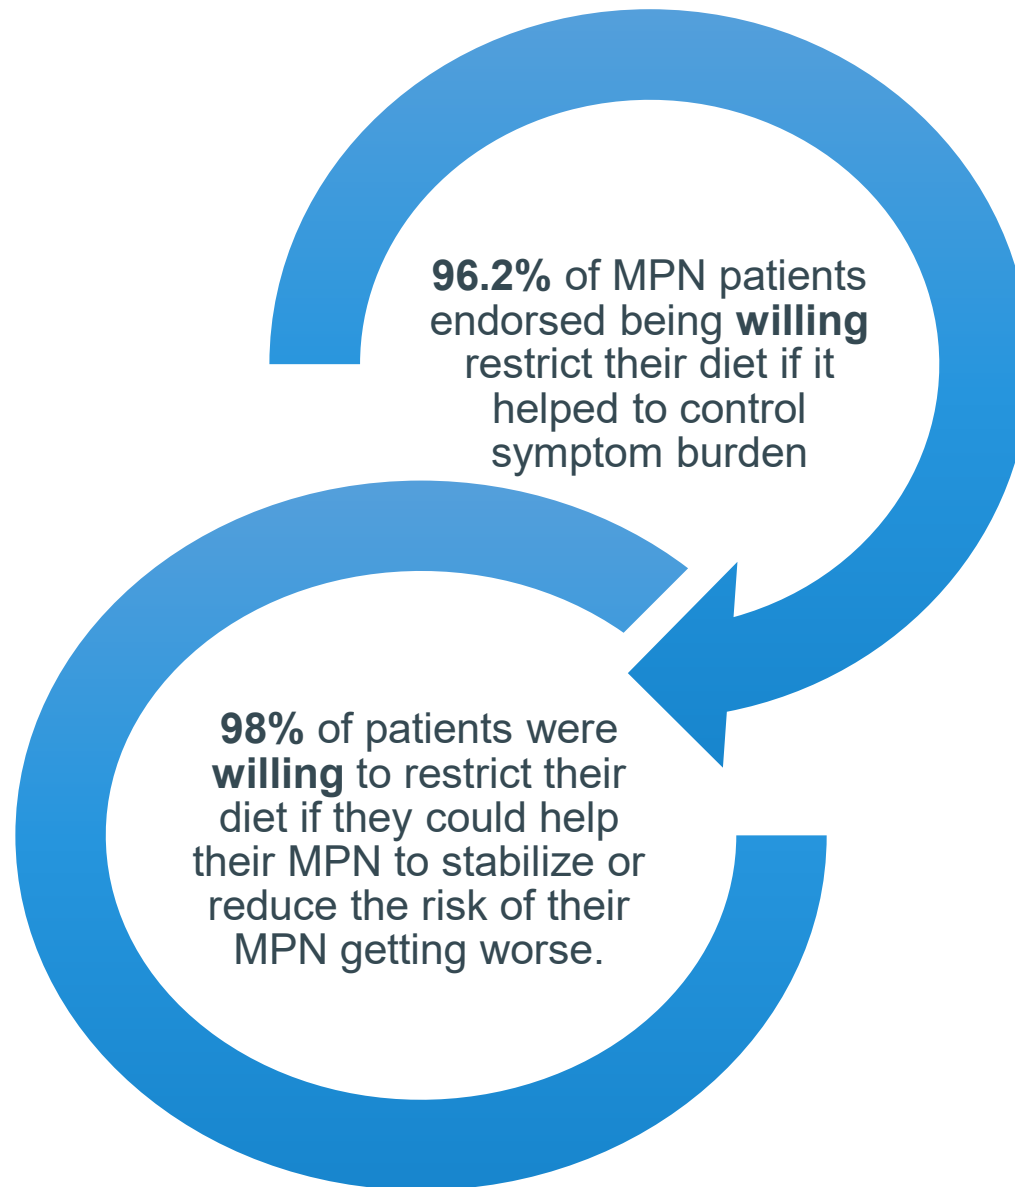 96.2% of MPN patients
endorsed being willing
restrict their diet if it
helped to control
symptom burden
98% of patients were
willing to restrict their
diet if they could help
their MPN to stabilize or
reduce the risk of their
MPN getting worse.